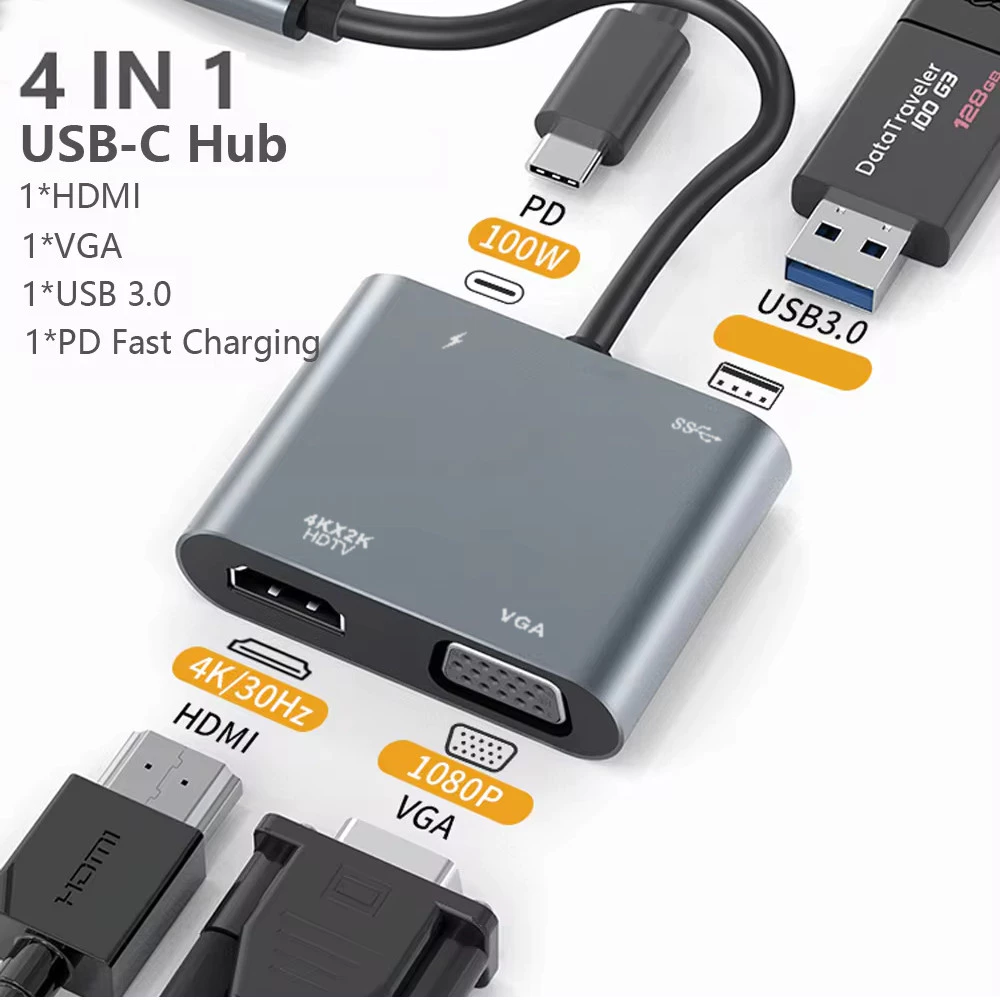 4 IN 1
USB-C Hub
1*HDMI
1*VGA
1*USB 3.0
1*PD Fast Charging
PD
100W
DataTraveler
100 G3
128GB
USB3.0
SS
4KX2K
HDTV
VGA
4K/30Hz
HDMI
1080P
VGA
HDMI